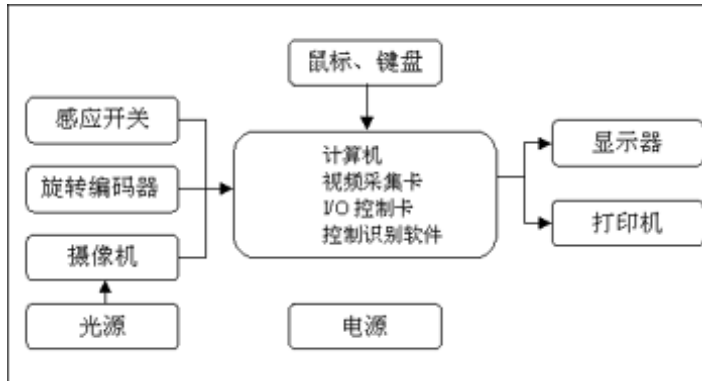 鼠标、键盘
感应开关
旋转编码器
摄像机
光源
计算机
视频采集卡
I/O 控制卡
控制识别软件
显示器
打印机
电源